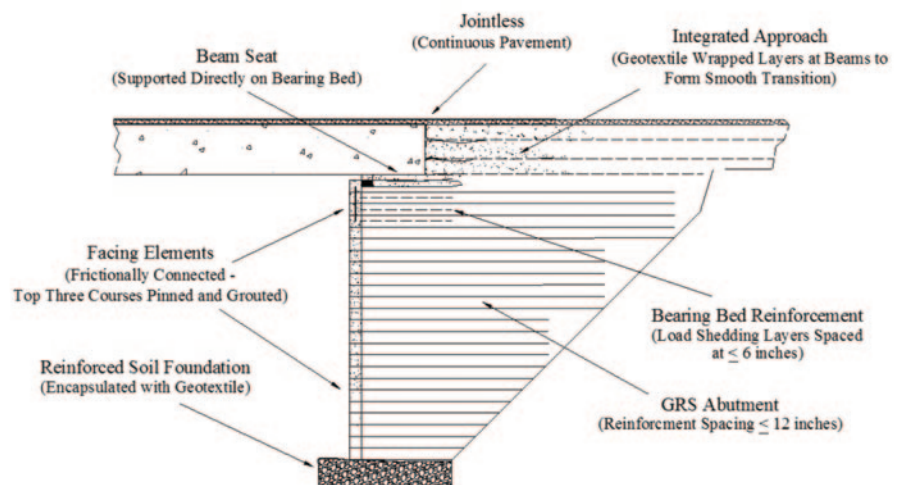 Jointless
(Continuous Pavement)
Beam Seat
(Supported Directly on Bearing Bed)
Integrated Approach
(Geotextile Wrapped Layers at Beams to
Form Smooth Transition)
Facing Elements
(Frictionally Connected -
Top Three Courses Pinned and Grouted)
Bearing Bed Reinforcement
(Load Shedding Layers Spaced
at ≤ 6 inches)
Reinforced Soil Foundation
(Encapsulated with Geotextile)
GRS Abutment
(Reinforcment Spacing ≤ 12 inches)